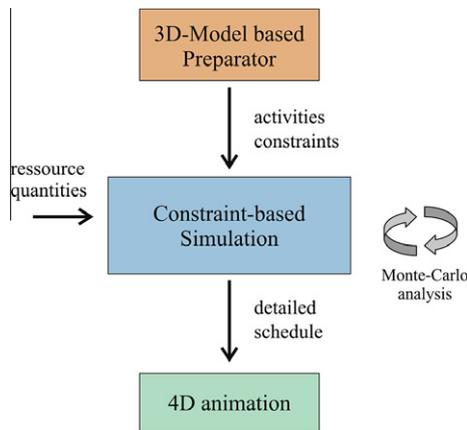 3D-Model based
Preparator
activities
constraints
ressource
quantities
Constraint-based
Simulation
Monte-Carlo
analysis
detailed
schedule
4D animation